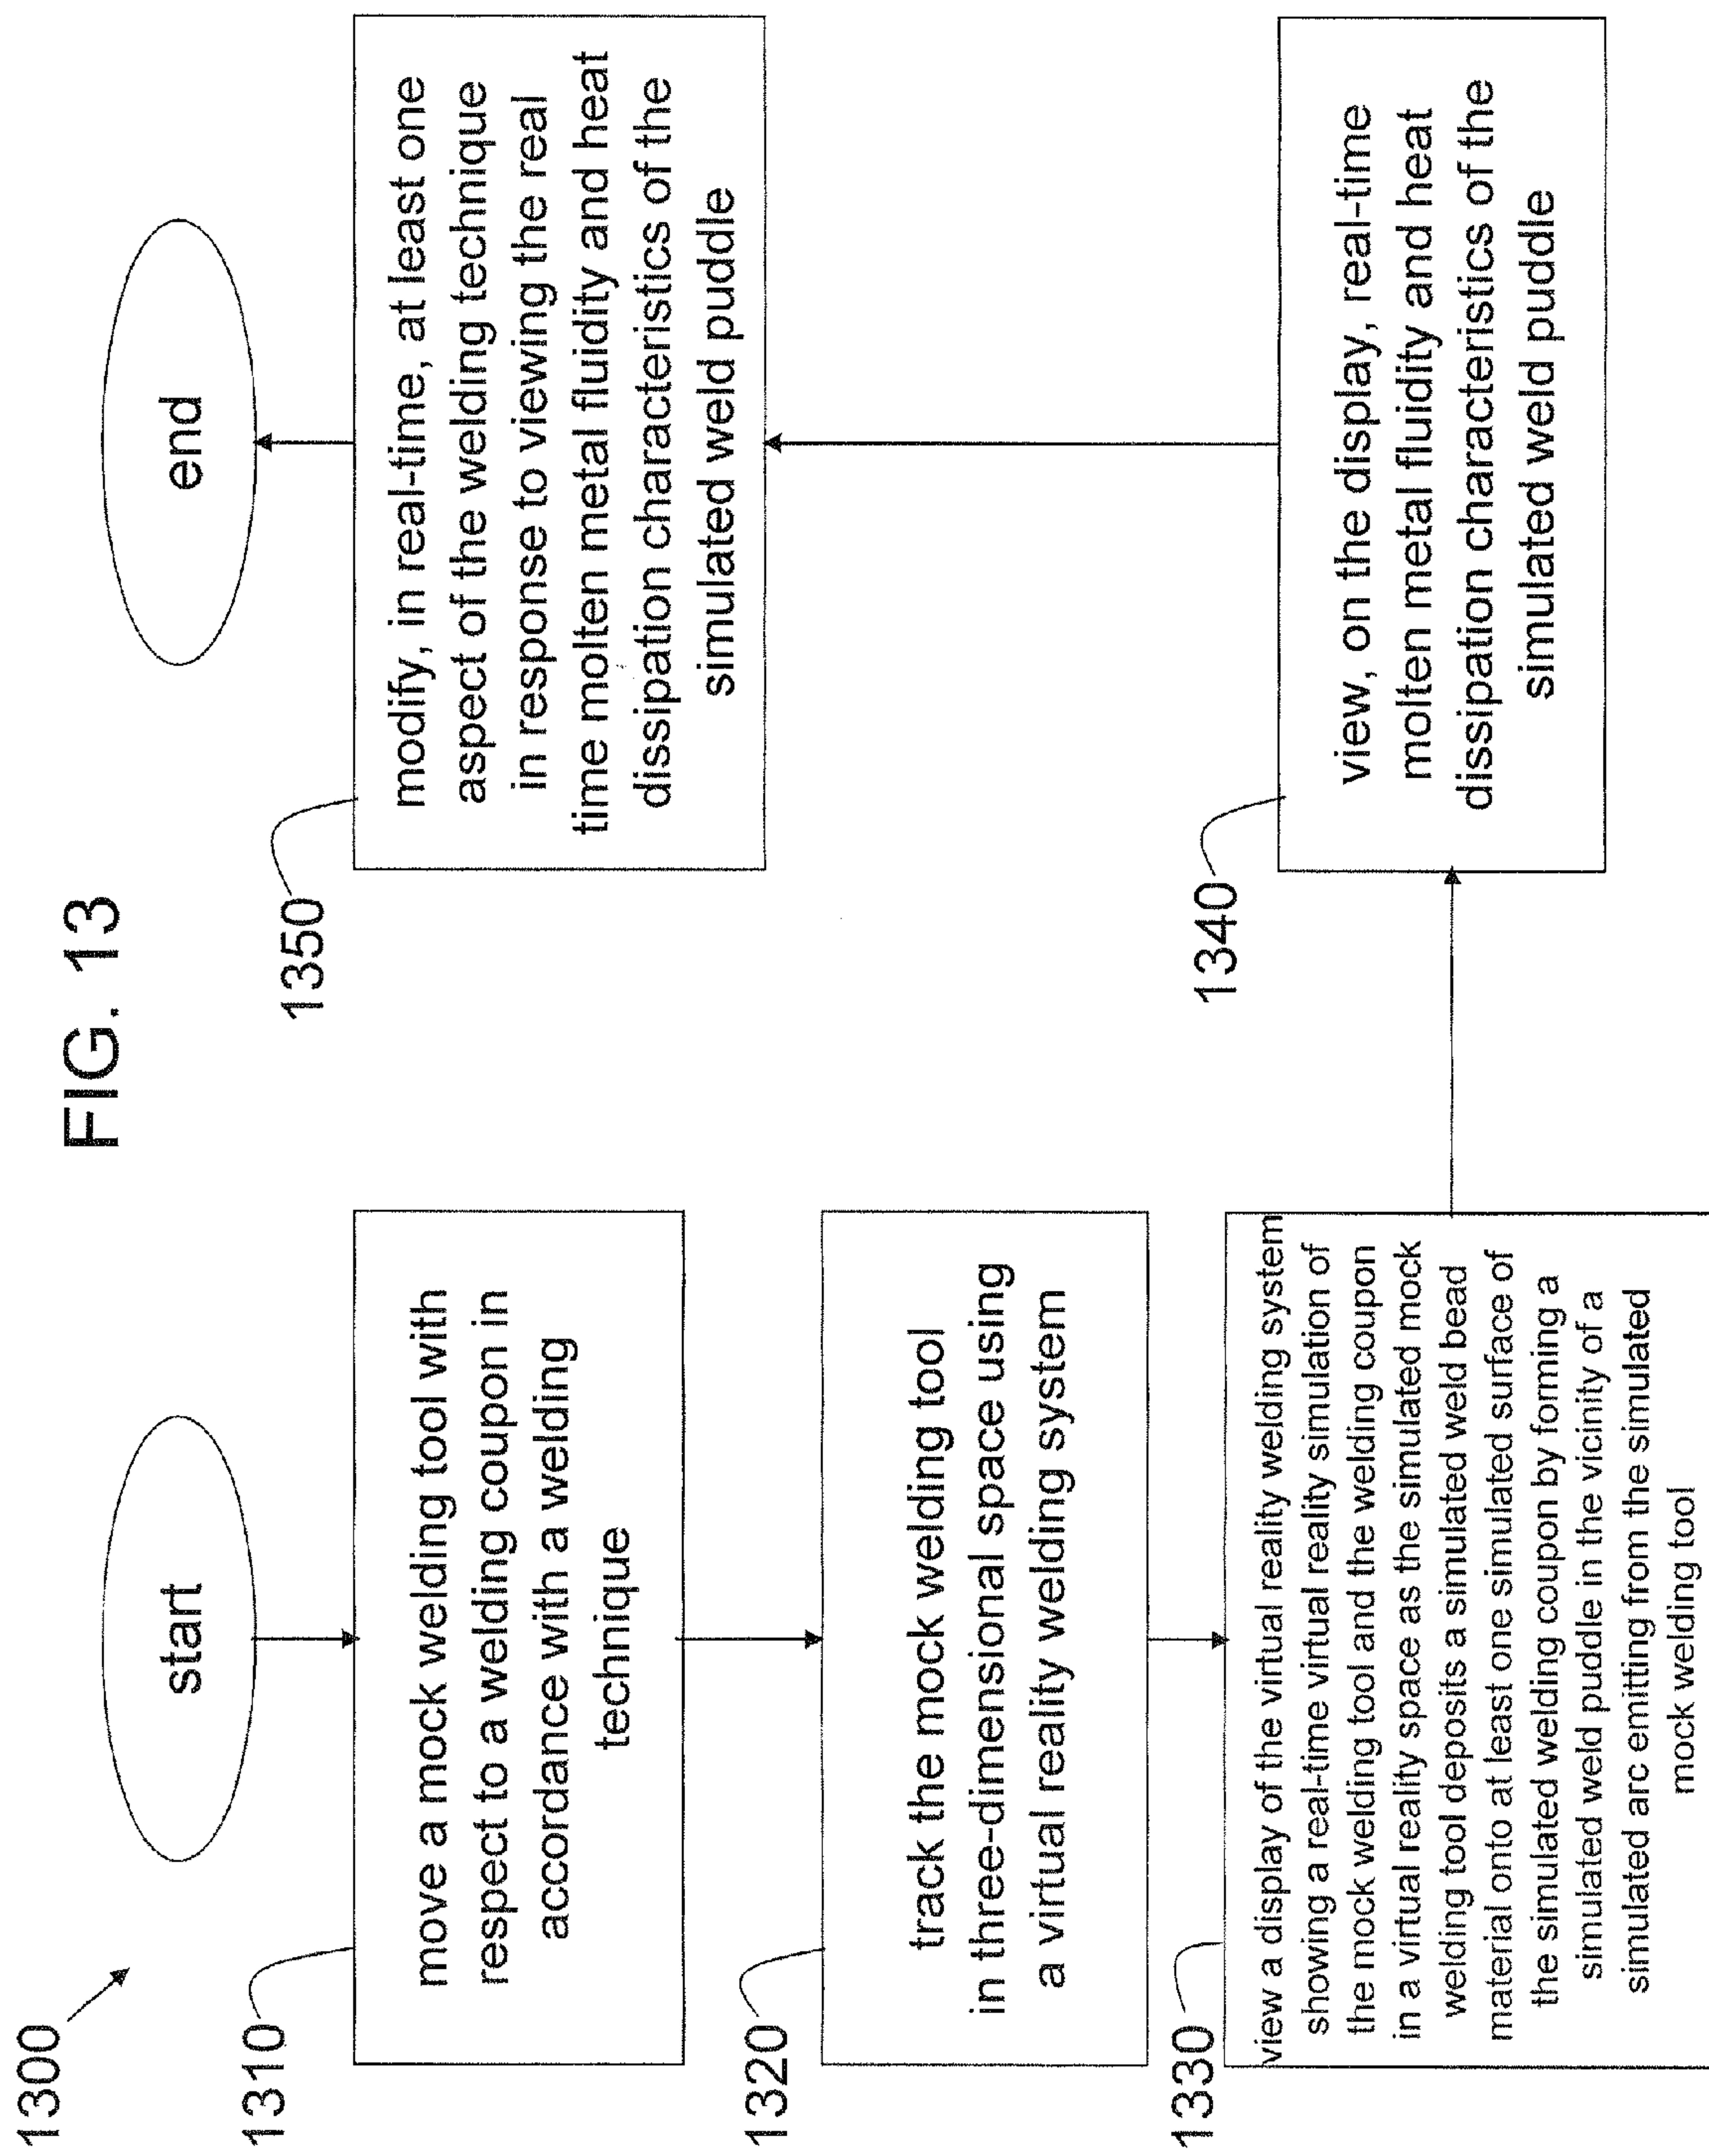 FIG. 13
1300
start
1310
move a mock welding tool with
respect to a welding coupon in
accordance with a welding
technique
1320
track the mock welding tool
in three-dimensional space using
a virtual reality welding system
1330
view a display of the virtual reality welding system
showing a real-time virtual reality simulation of
the mock welding tool and the welding coupon
in a virtual reality space as the simulated mock
welding tool deposits a simulated weld bead
material onto at least one simulated surface of
the simulated welding coupon by forming a
simulated weld puddle in the vicinity of a
simulated arc emitting from the simulated
mock welding tool
1340
view, on the display, real-time
molten metal fluidity and heat
dissipation characteristics of the
simulated weld puddle
1350
modify, in real-time, at least one
aspect of the welding technique
in response to viewing the real
time molten metal fluidity and heat
dissipation characteristics of the
simulated weld puddle
end